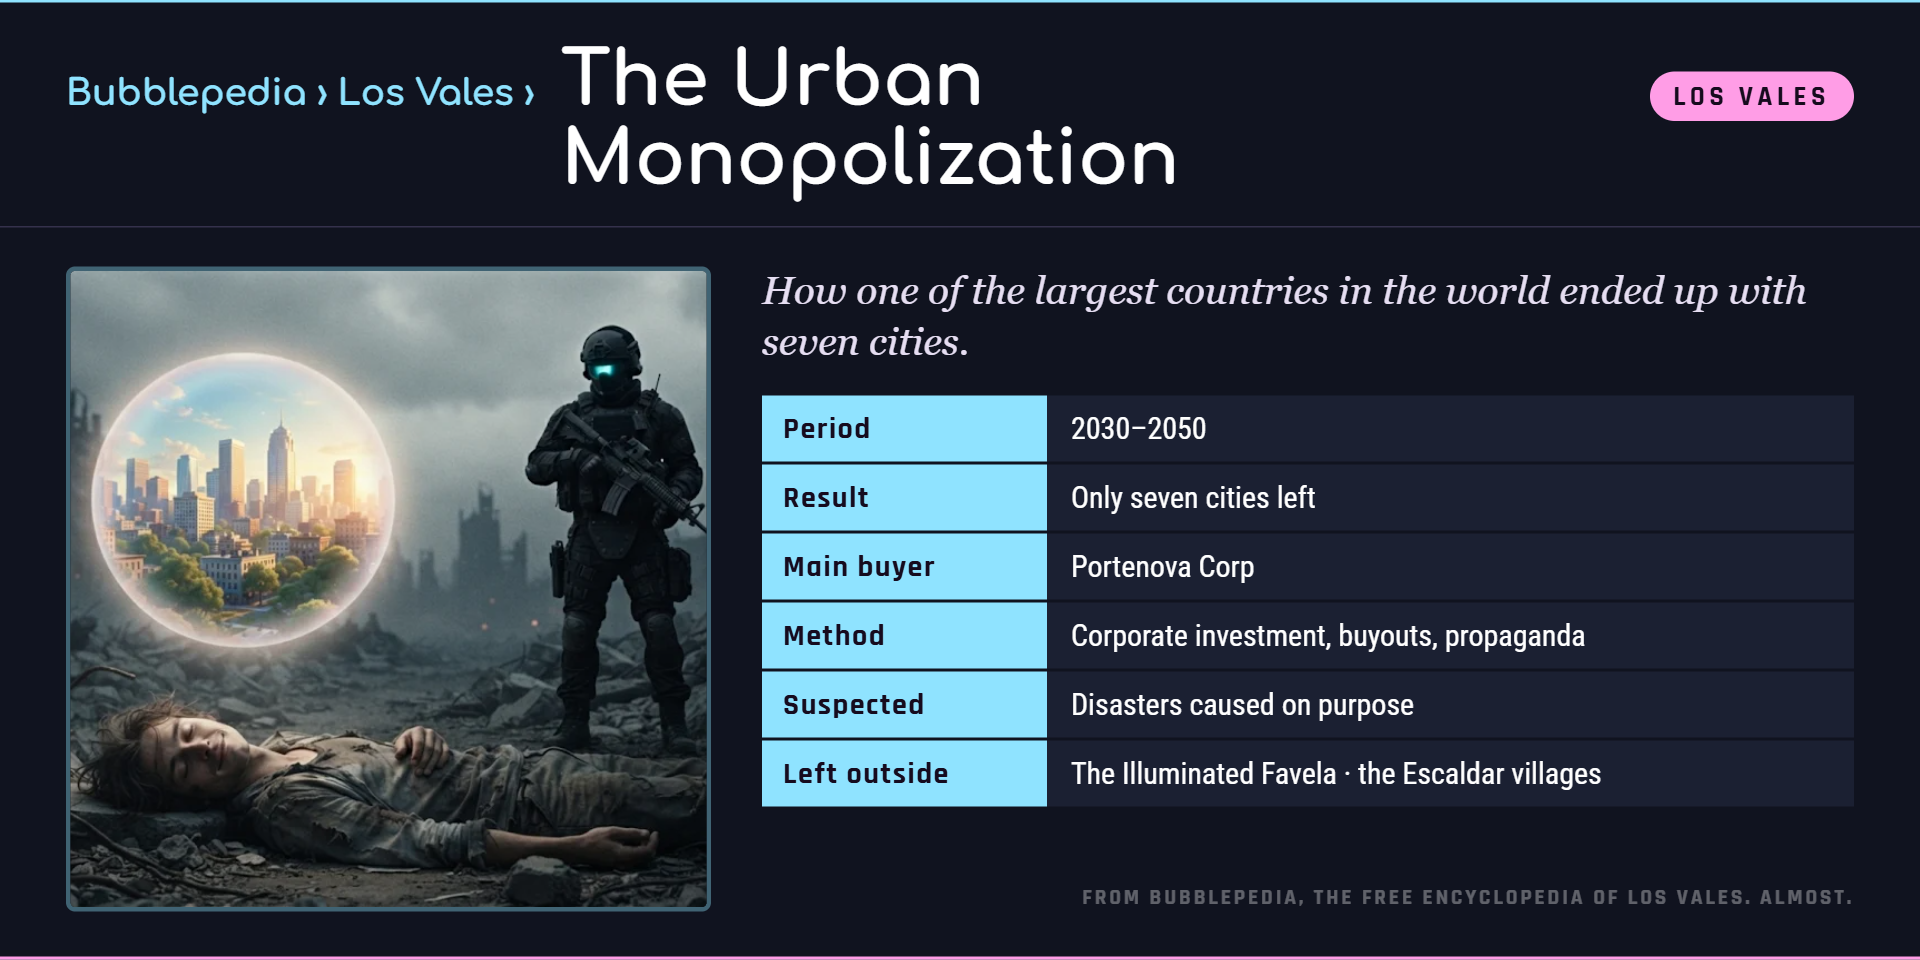 Bubblepedia › Los Vales ›
The Urban
Monopolization
LOS VALES
How one of the largest countries in the world ended up with
seven cities.
Period 2030–2050
Result Only seven cities left
Main buyer Portenova Corp
Method Corporate investment, buyouts, propaganda
Suspected Disasters caused on purpose
Left outside The Illuminated Favela · the Escaldar villages
FROM BUBBLEPEDIA, THE FREE ENCYCLOPEDIA OF LOS VALES. ALMOST.